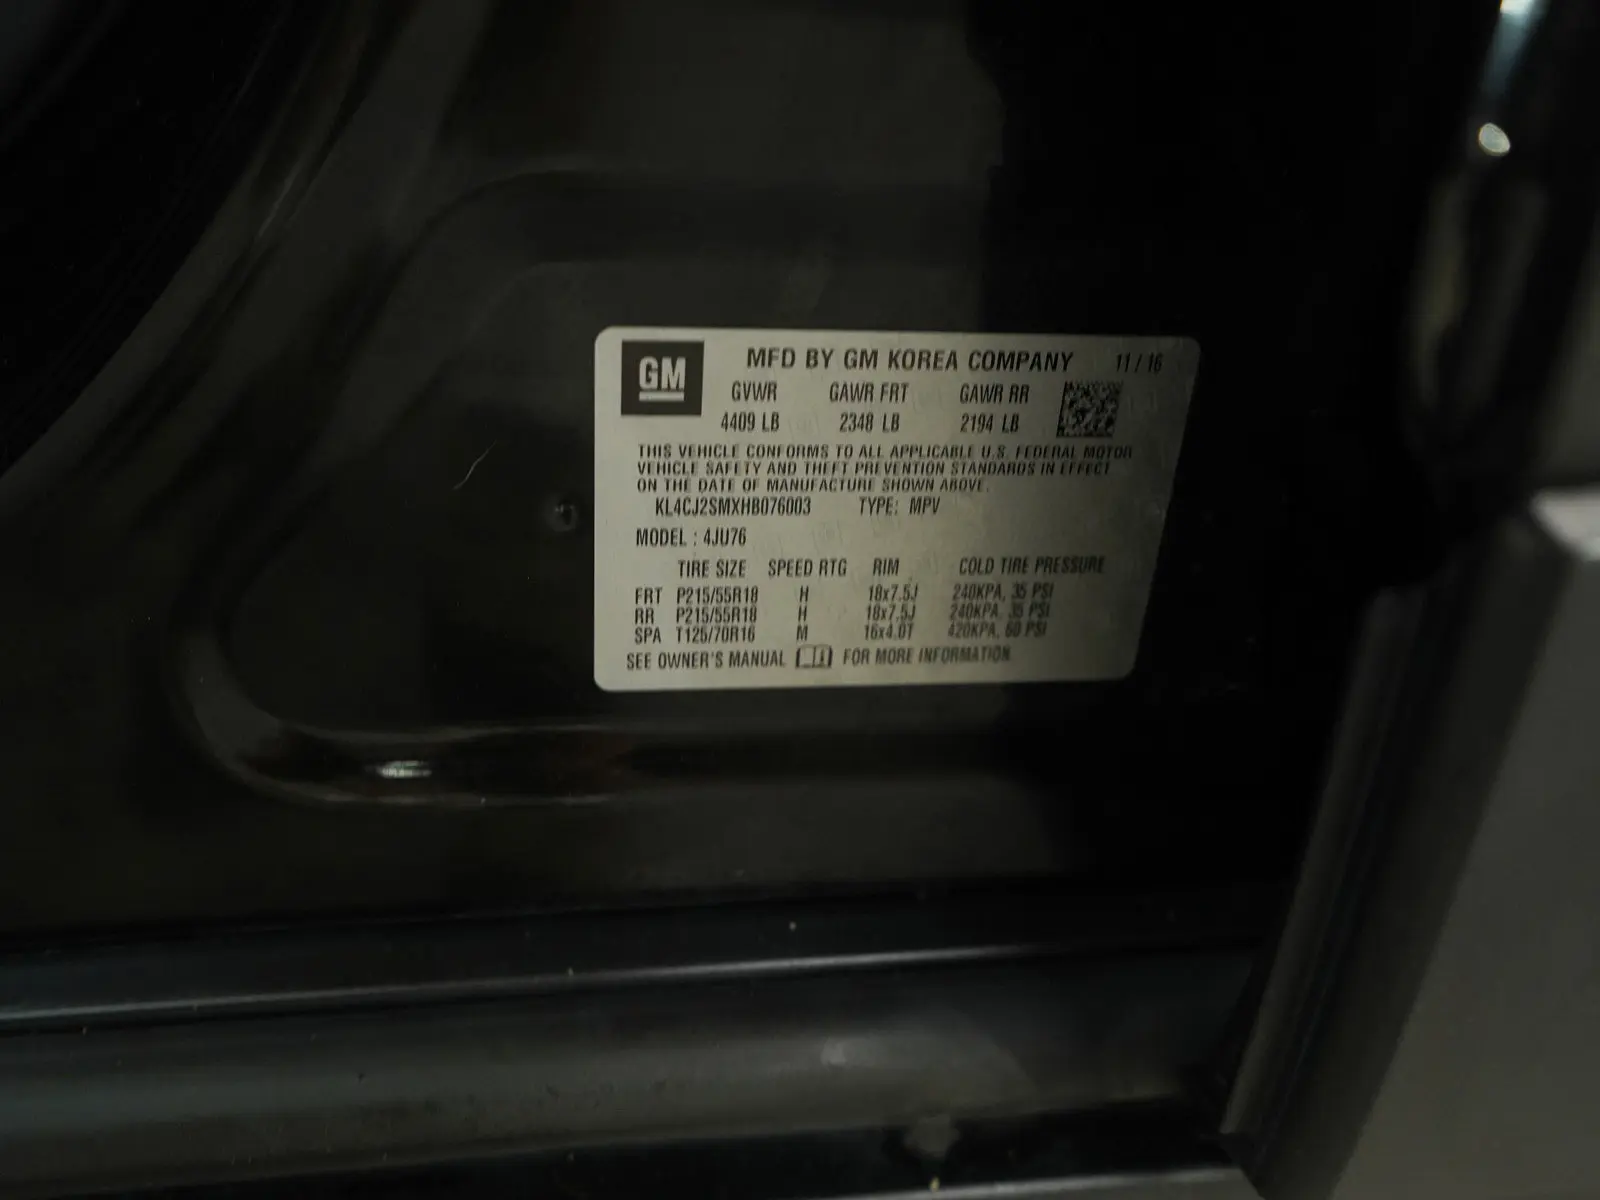 GM
MFD BY GM KOREA COMPANY 11 / 16
GVWR GAWR FRT GAWR RR
4409 LB 2348 LB 2194 LB
THIS VEHICLE CONFORMS TO ALL APPLICABLE U.S. FEDERAL MOTOR
VEHICLE SAFETY AND THEFT PREVENTION STANDARDS IN EFFECT
ON THE DATE OF MANUFACTURE SHOWN ABOVE.
KL4CJ2SMXHB076003 TYPE: MPV
MODEL : 4JU76
TIRE SIZE SPEED RTG RIM COLD TIRE PRESSURE
FRT P215/55R18 H 18x7.5J 240KPA, 35 PSI
RR P215/55R18 H 18x7.5J 240KPA, 35 PSI
SPA T125/70R16 M 16x4.0T 420KPA, 60 PSI
SEE OWNER'S MANUAL FOR MORE INFORMATION